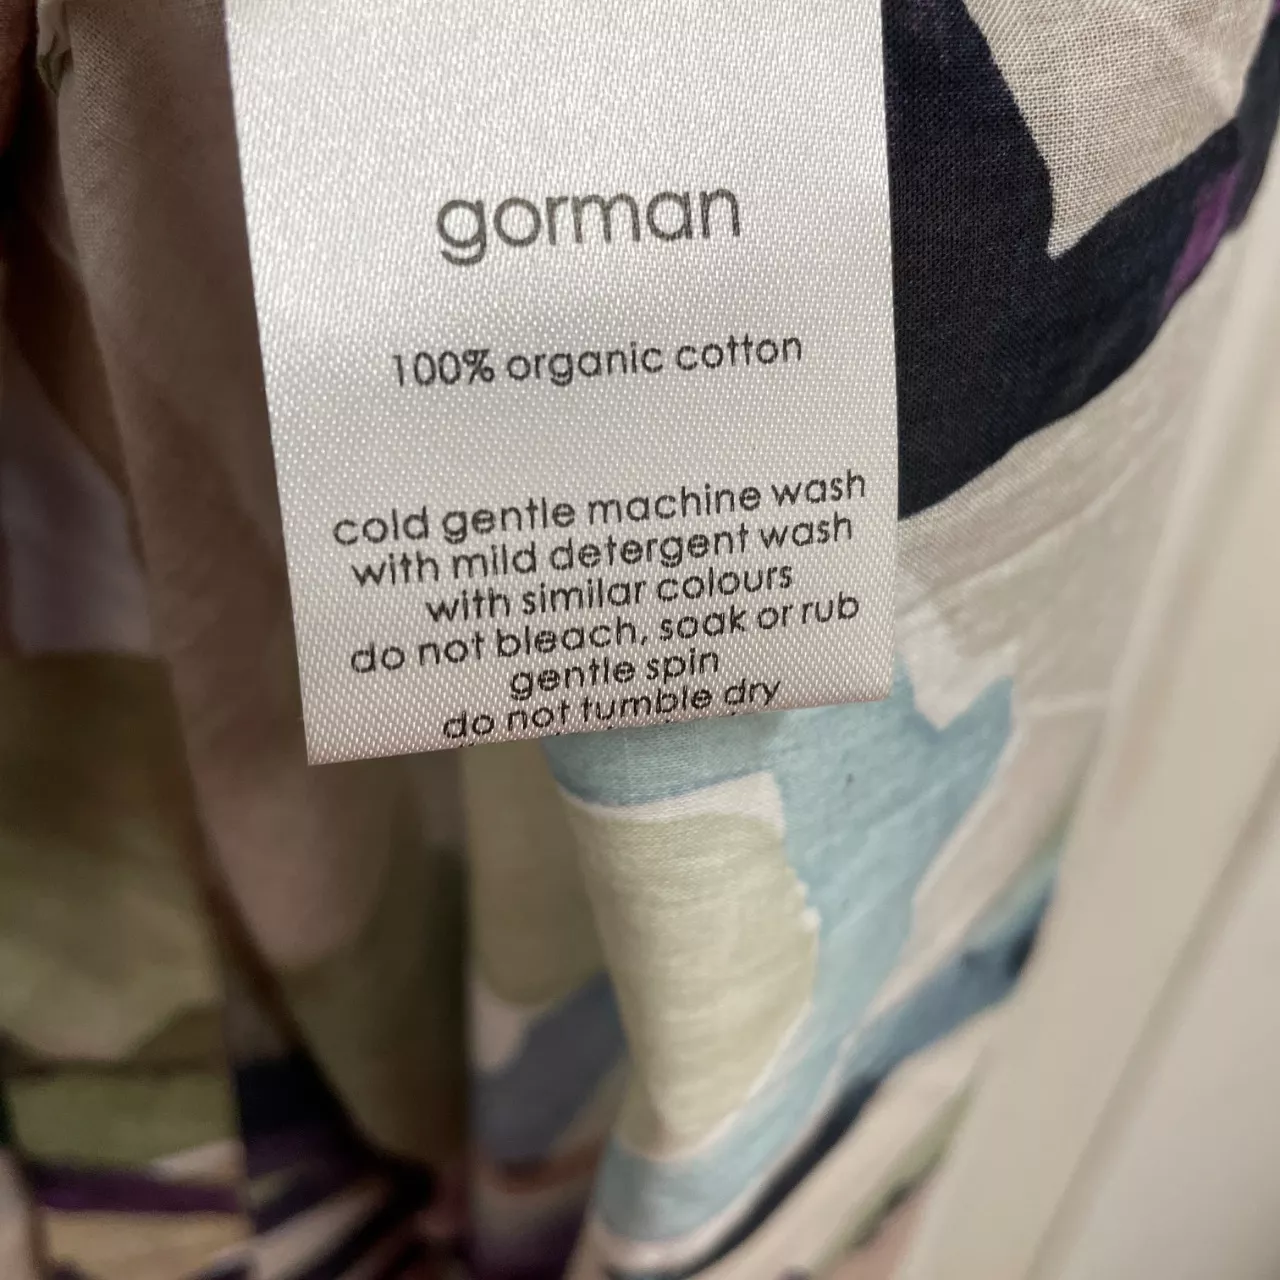 gorman
100% organic cotton
cold gentle machine wash
with mild detergent wash
with similar colours
do not bleach, soak or rub
gentle spin
do not tumble dry